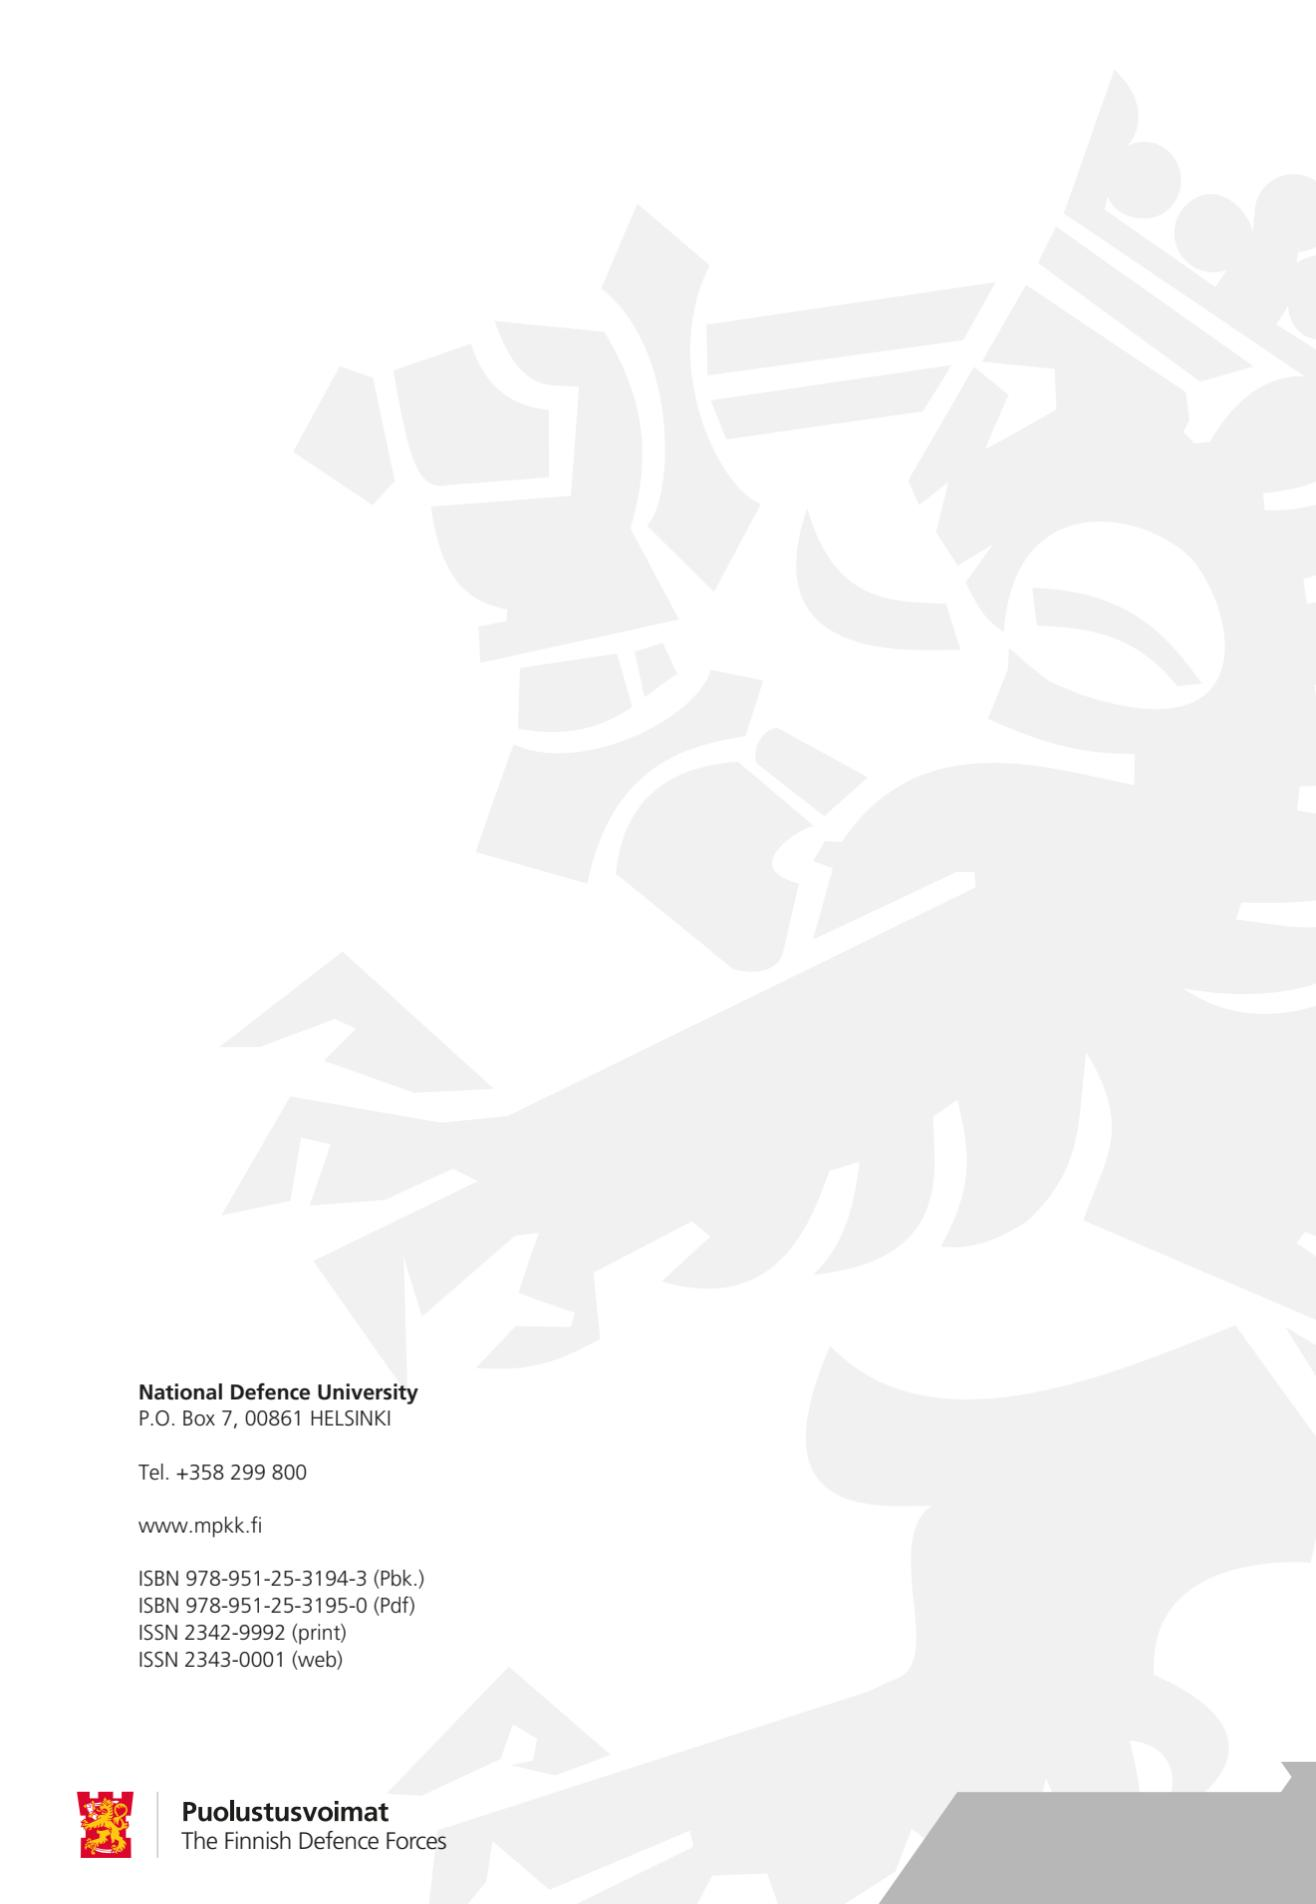 National Defence University
P.O. Box 7, 00861 HELSINKI
Tel. +358 299 800
www.mpkk.fi
ISBN 978-951-25-3194-3 (Pbk.)
ISBN 978-951-25-3195-0 (Pdf)
ISSN 2342-9992 (print)
ISSN 2343-0001 (web)
Puolustusvoimat
The Finnish Defence Forces